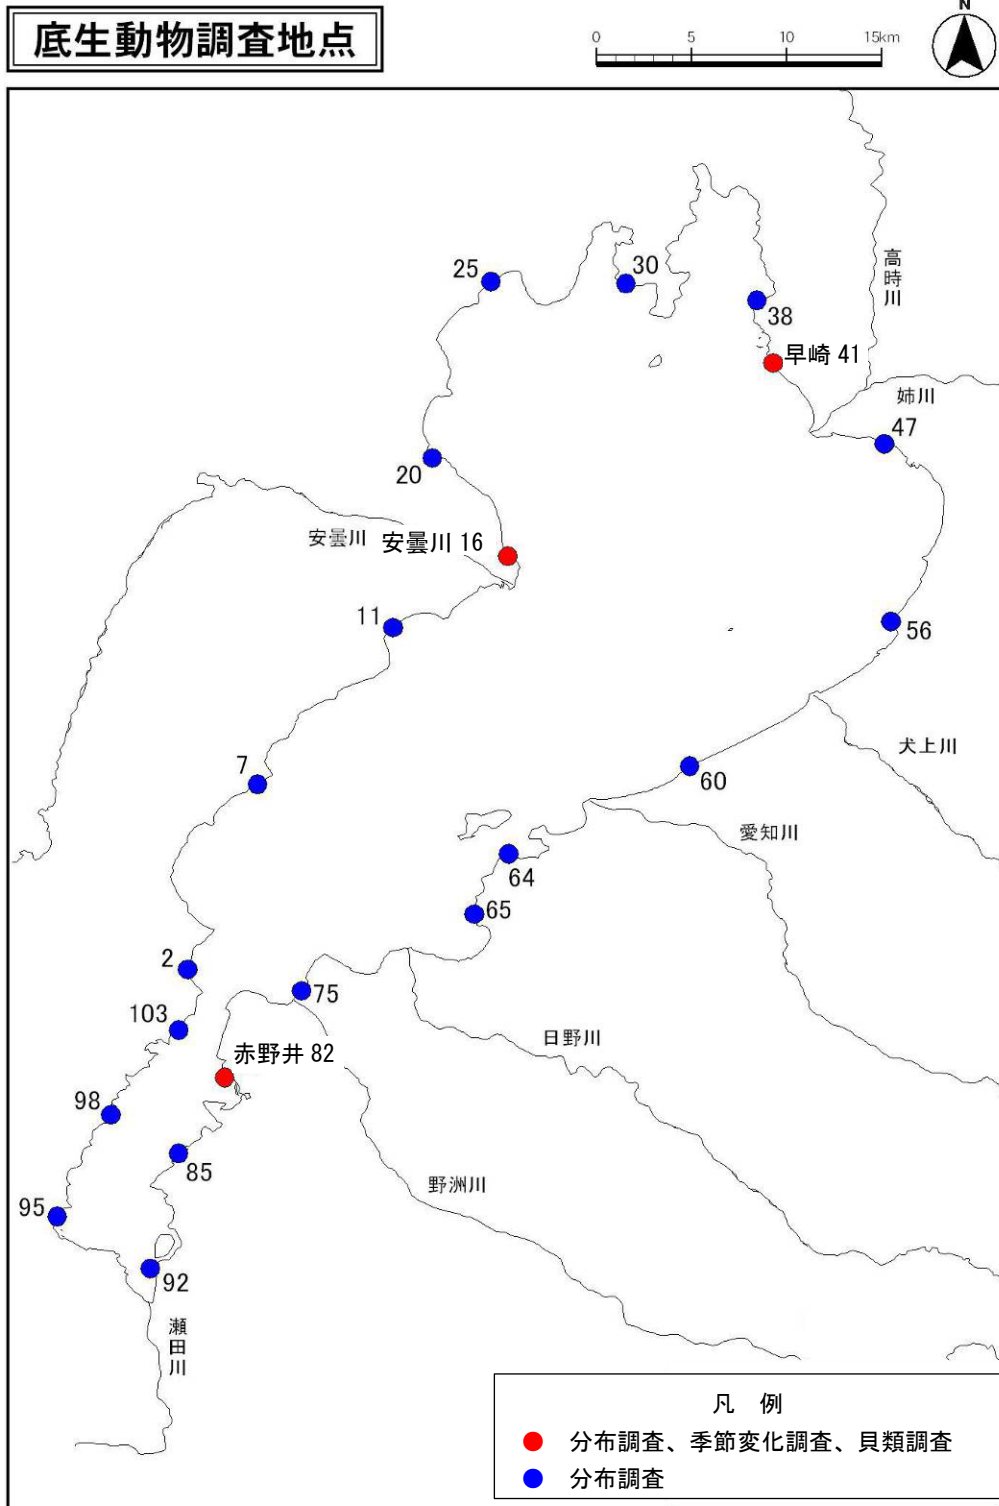 底生動物調査地点
0 5 10 15km
N
高時川
25
30
38
早崎 41
姉川
47
20
安曇川
安曇川 16
11
56
犬上川
7
60
愛知川
64
65
2
75
103
日野川
赤野井 82
98
85
野洲川
95
92
瀬田川
凡 例
分布調査、季節変化調査、貝類調査
分布調査